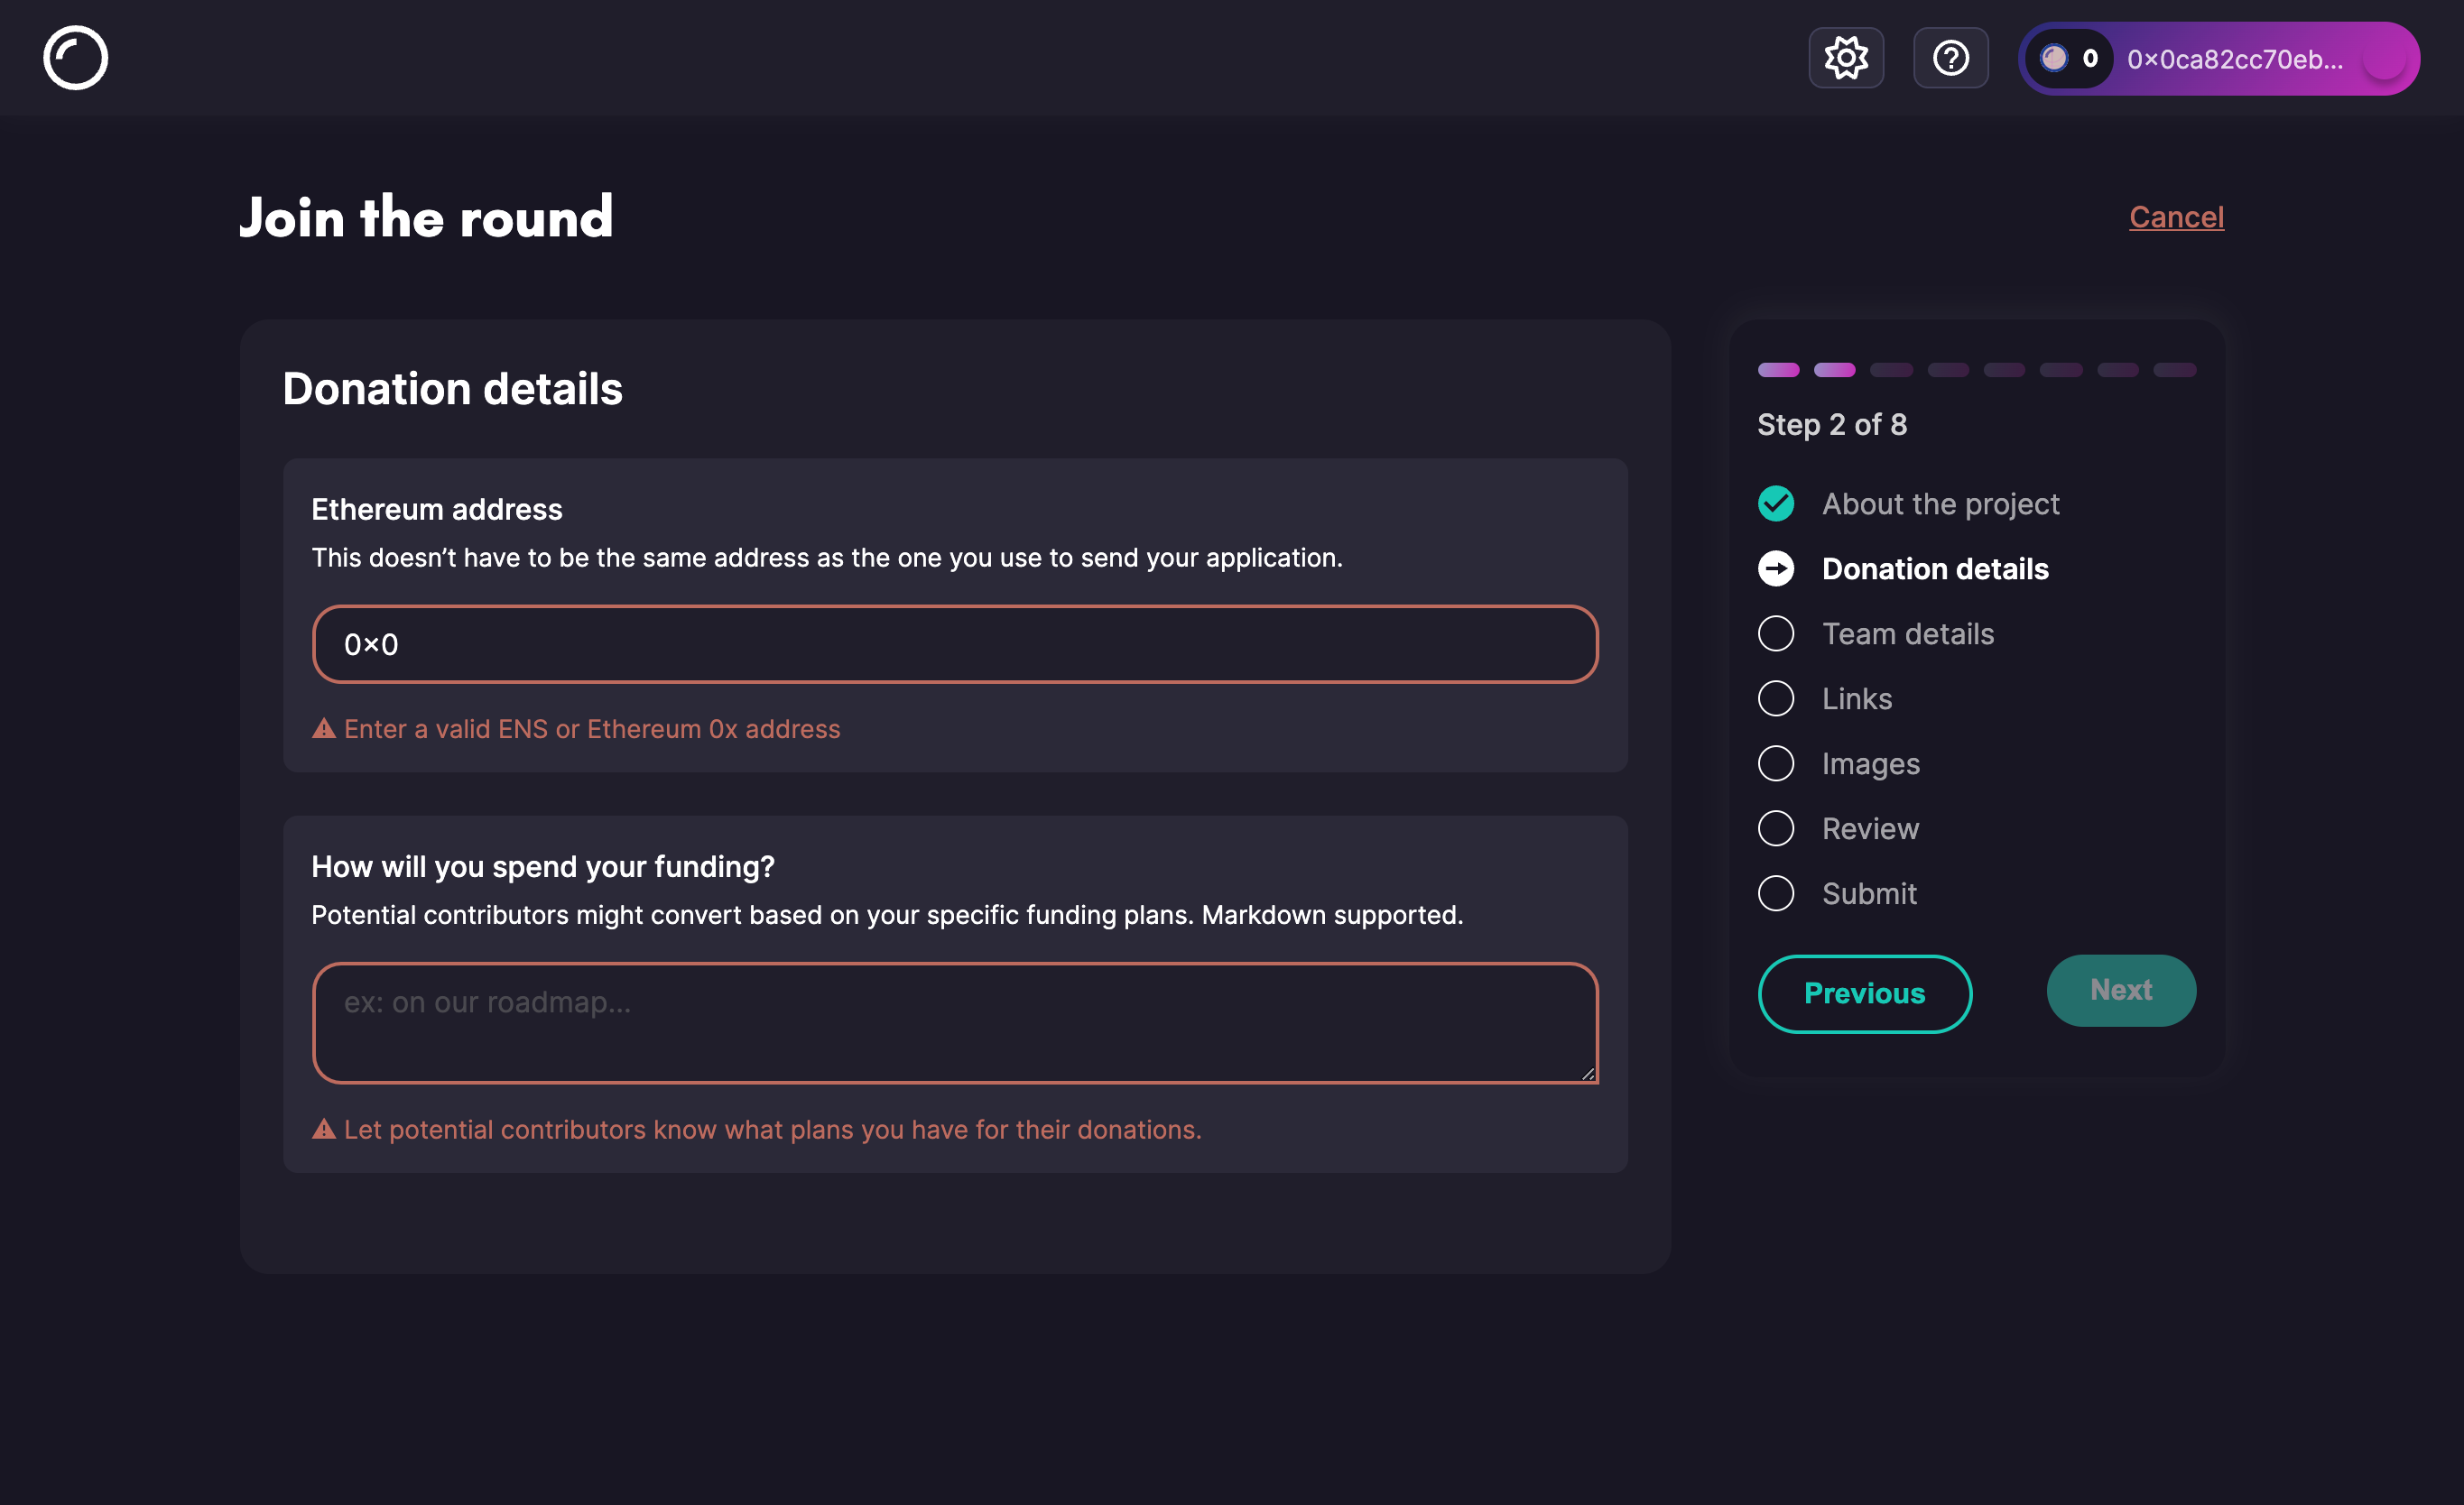 0
0x0ca82cc70eb...
Join the round
Cancel
Donation details
Ethereum address
This doesn’t have to be the same address as the one you use to send your application.
0x0
Enter a valid ENS or Ethereum 0x address
How will you spend your funding?
Potential contributors might convert based on your specific funding plans. Markdown supported.
ex: on our roadmap...
Let potential contributors know what plans you have for their donations.
Step 2 of 8
About the project
Donation details
Team details
Links
Images
Review
Submit
Previous
Next